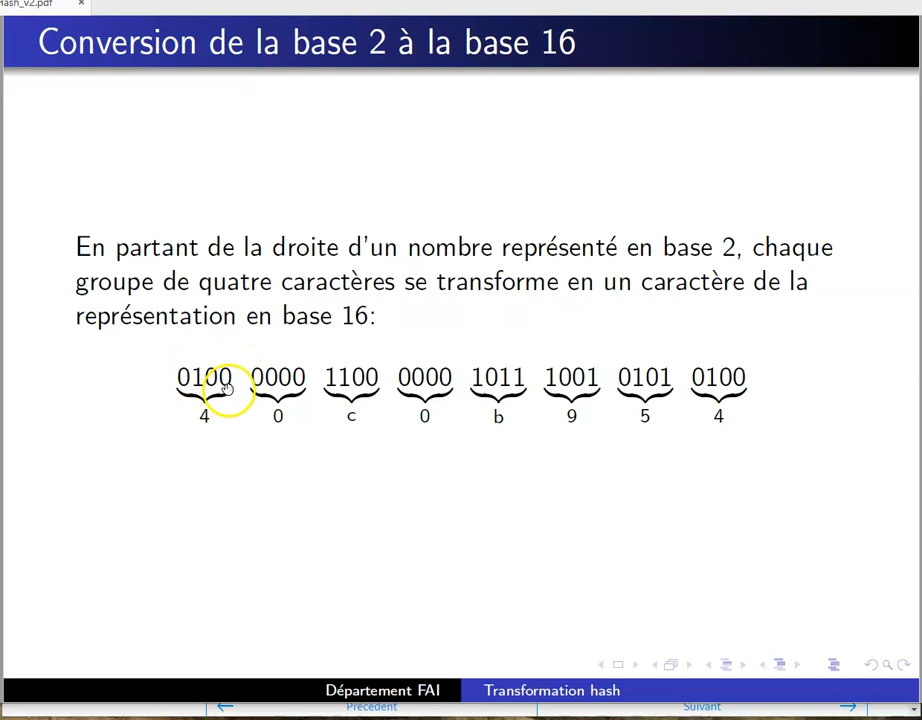 Hash_v2.pdf
Conversion de la base 2 à la base 16
En partant de la droite d'un nombre représenté en base 2, chaque
groupe de quatre caractères se transforme en un caractère de la
représentation en base 16:
0100 0000 1100 0000 1011 1001 0101 0100
4 0 c 0 b 9 5 4
Département FAI Transformation hash
Précédent Suivant